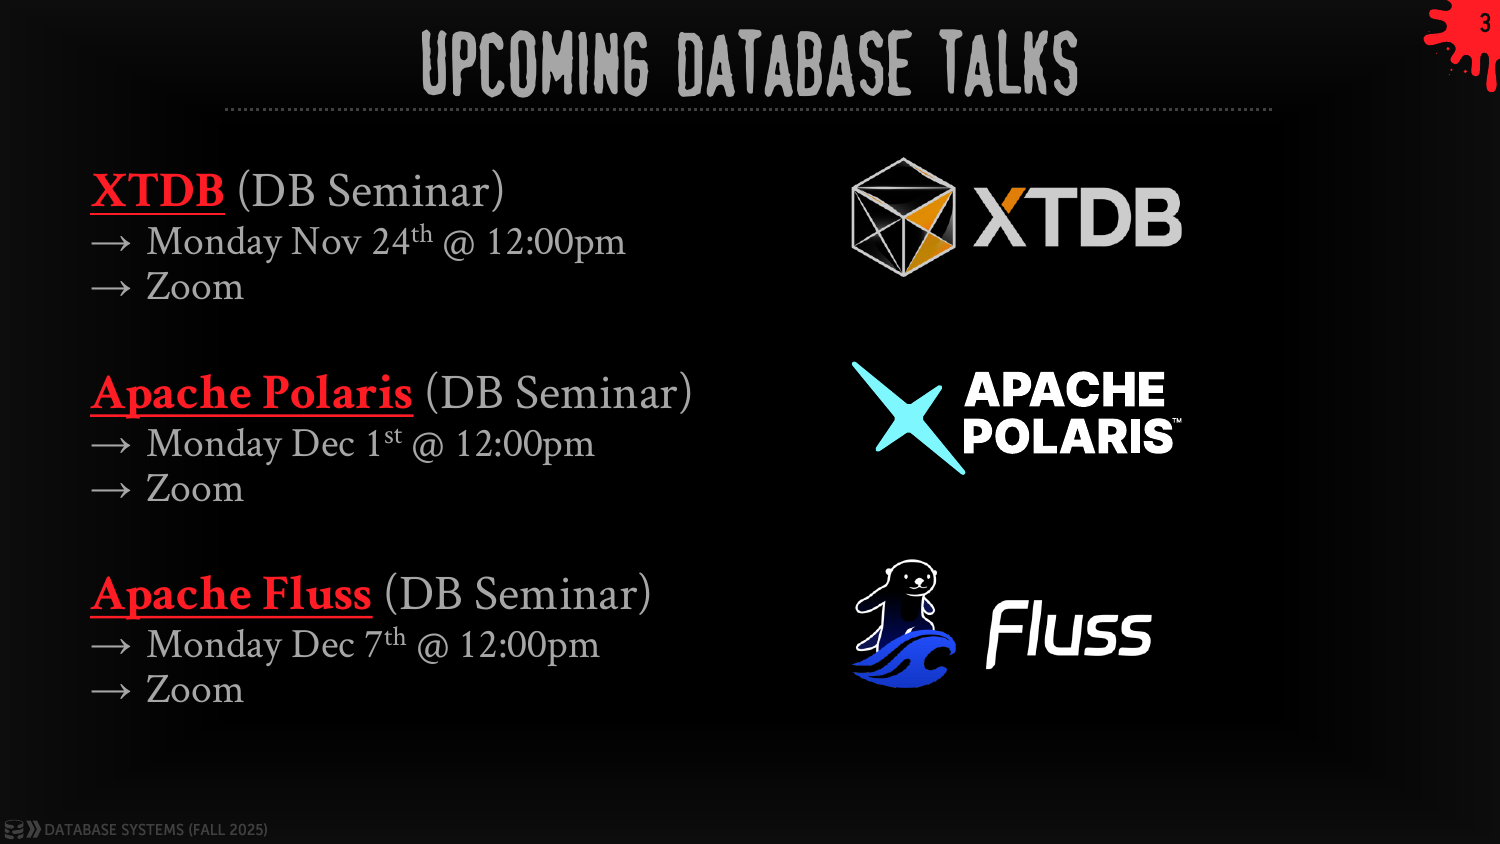 3
UPCOMING DATABASE TALKS
XTDB (DB Seminar)
→ Monday Nov 24th @ 12:00pm
→ Zoom
XTDB
Apache Polaris (DB Seminar)
→ Monday Dec 1st @ 12:00pm
→ Zoom
APACHE
POLARIS™
Apache Fluss (DB Seminar)
→ Monday Dec 7th @ 12:00pm
→ Zoom
Fluss
DATABASE SYSTEMS (FALL 2025)